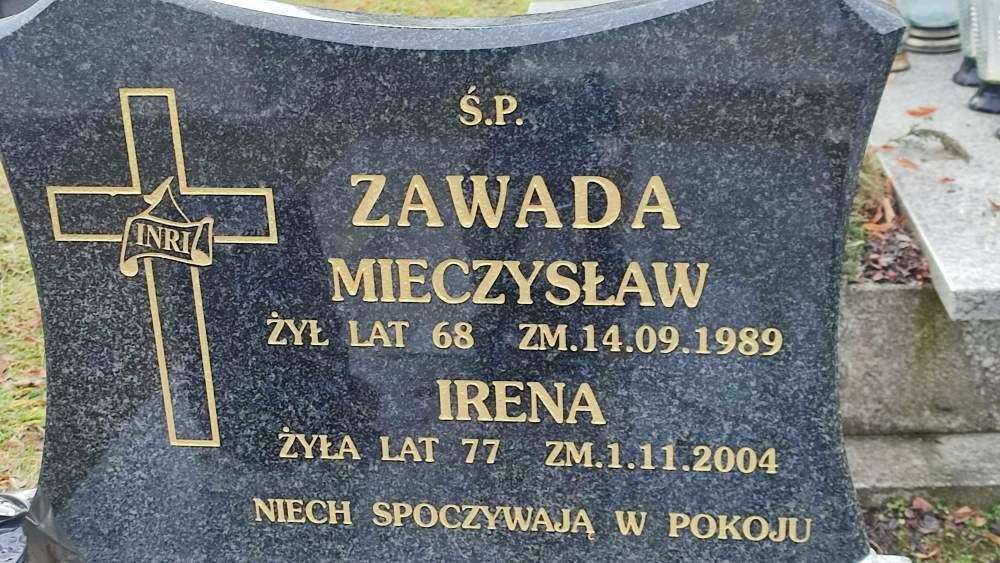 Ś.P.
ZAWADA
INRI
MIECZYSŁAW
ŻYŁ LAT 68 ZM.14.09.1989
IRENA
ŻYŁA LAT 77 ZM.1.11.2004
NIECH SPOCZYWAJĄ W POKOJU